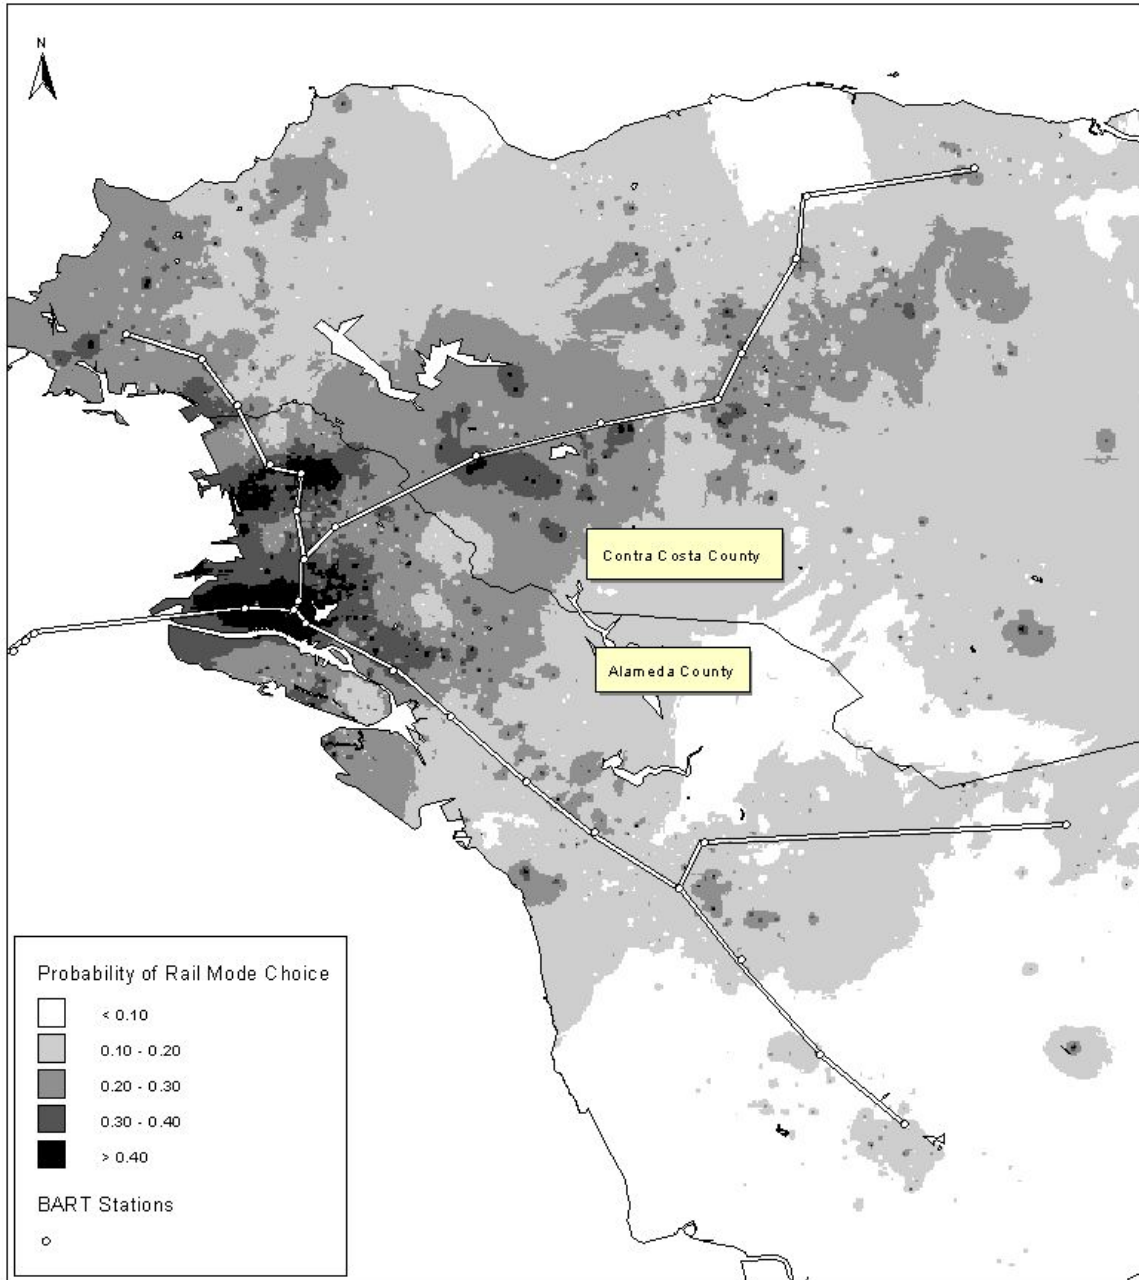 N
Contra Costa County
Alameda County
Probability of Rail Mode Choice
< 0.10
0.10 - 0.20
0.20 - 0.30
0.30 - 0.40
> 0.40
BART Stations